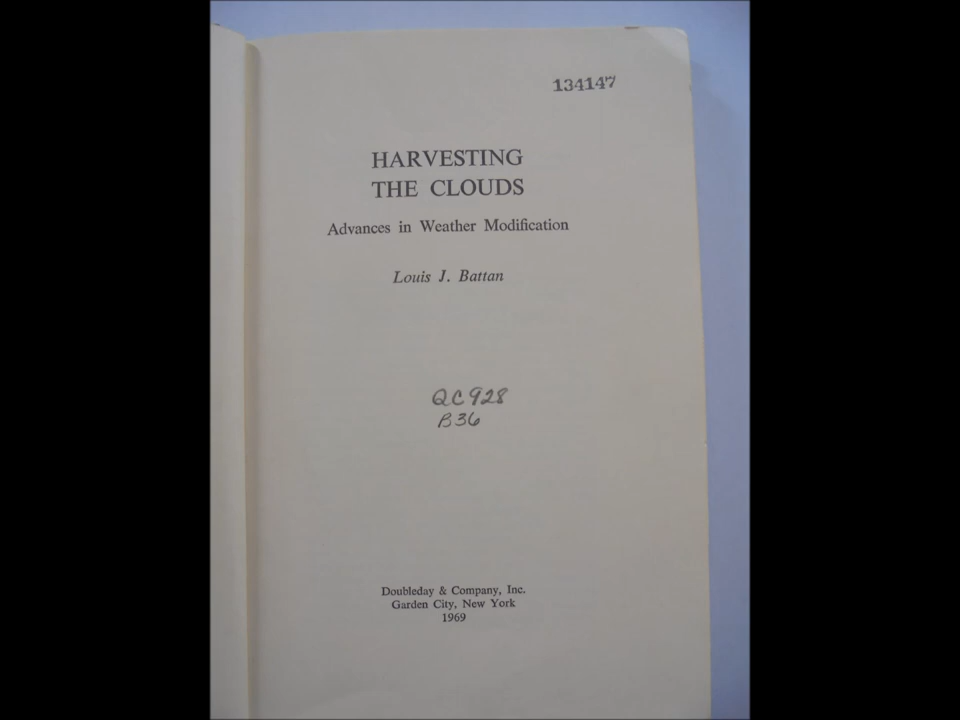 134147
HARVESTING
THE CLOUDS
Advances in Weather Modification
Louis J. Battan
QC928
B36
Doubleday & Company, Inc.
Garden City, New York
1969